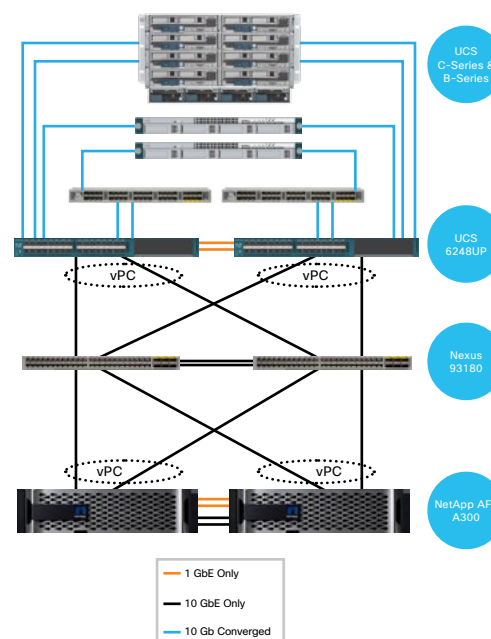 UCS
C-Series &
B-Series
UCS
6248UP
vPC
vPC
Nexus
93180
vPC
vPC
NetApp AF
A300
1 GbE Only
10 GbE Only
10 Gb Converged